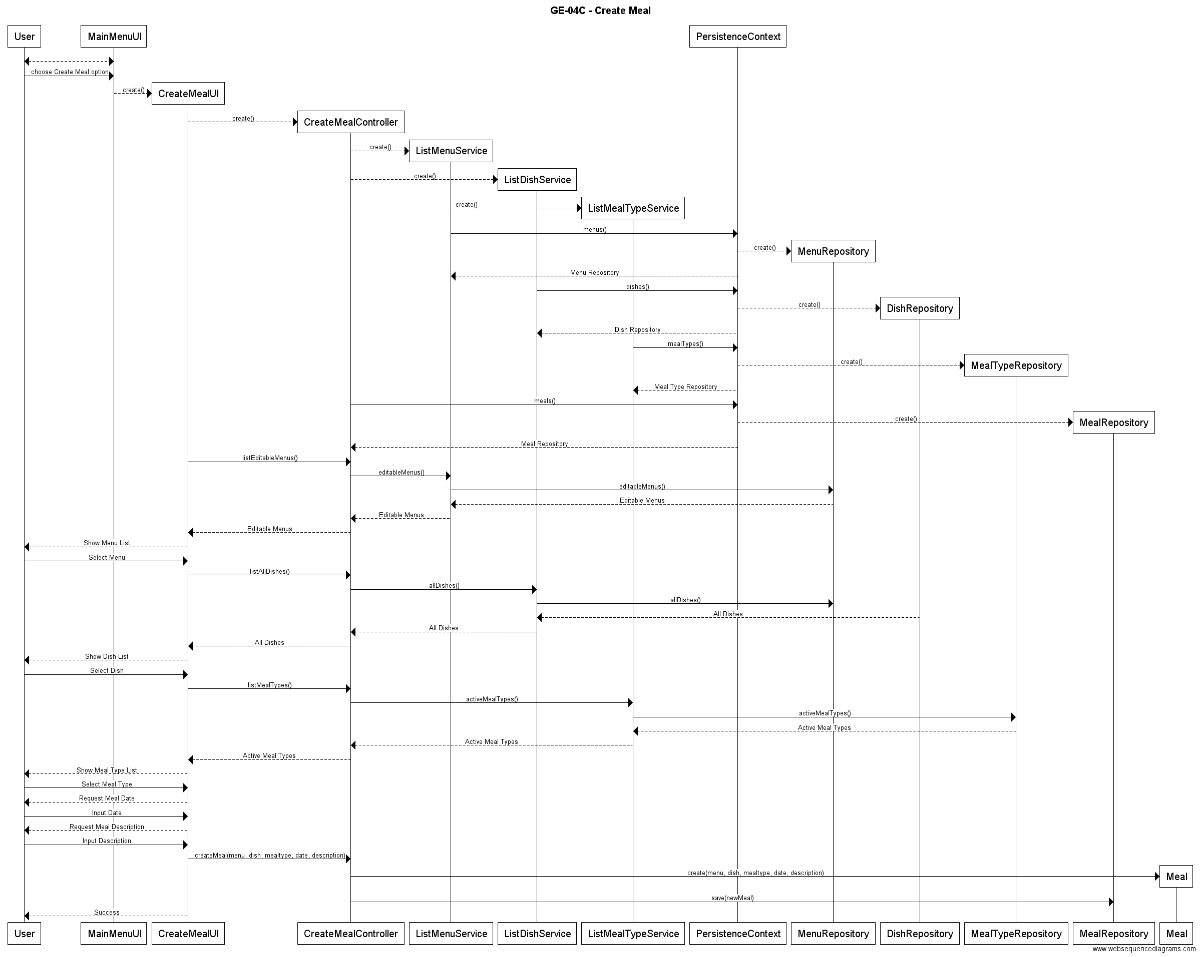 GE-04C - Create Meal
User
MainMenuUI
PersistenceContext
choose Create Meal option
create()
CreateMealUI
create()
CreateMealController
create()
ListMenuService
create()
ListDishService
create()
ListMealTypeService
menus()
create()
MenuRepository
Menu Repository
dishes()
create()
DishRepository
Dish Repository
mealTypes()
create()
MealTypeRepository
Meal Type Repository
meals()
create()
MealRepository
Meal Repository
listEditableMenus()
editableMenus()
editableMenus()
Editable Menus
Editable Menus
Editable Menus
Show Menu List
Select Menu
listAllDishes()
allDishes()
allDishes()
All Dishes
All Dishes
All Dishes
Show Dish List
Select Dish
listMealTypes()
activeMealTypes()
activeMealTypes()
Active Meal Types
Active Meal Types
Active Meal Types
Show Meal Type List
Select Meal Type
Request Meal Date
Input Date
Request Meal Description
Input Description
createMeal(menu, dish, mealtype, date, description)
create(menu, dish, mealtype, date, description)
Meal
save(newMeal)
Success
User
MainMenuUI
CreateMealUI
CreateMealController
ListMenuService
ListDishService
ListMealTypeService
PersistenceContext
MenuRepository
DishRepository
MealTypeRepository
MealRepository
Meal
www.websequencediagrams.com